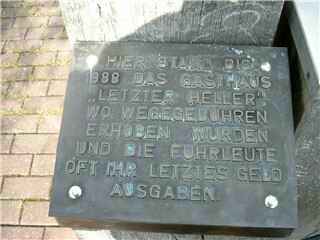 HIER STAND BIS
1999 DAS GASTHAUS
„LETZTER HELLER",
WO WEGEGEBÜHREN
ERHOBEN WURDEN
UND DIE FUHRLEUTE
OFT IHR LETZTES GELD
AUSGABEN.